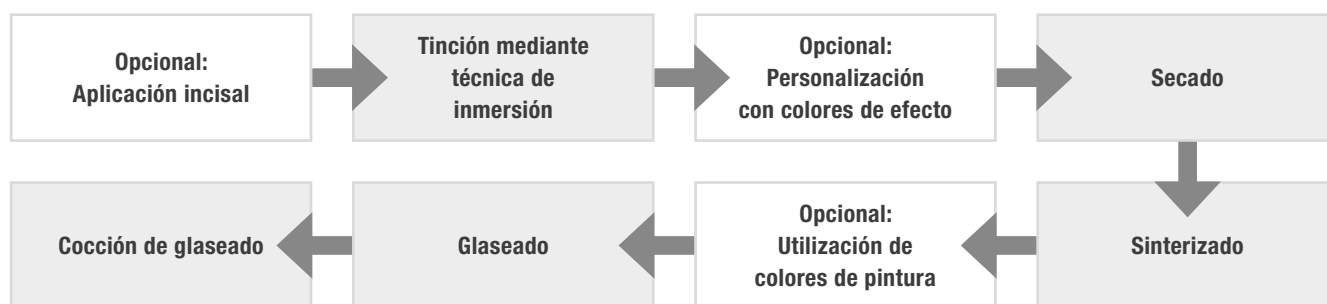 Opcional:
Aplicación incisal
Tinción mediante
técnica de
inmersión
Opcional:
Personalización
con colores de efecto
Secado
Sinterizado
Opcional:
Utilización de
colores de pintura
Glaseado
Cocción de glaseado